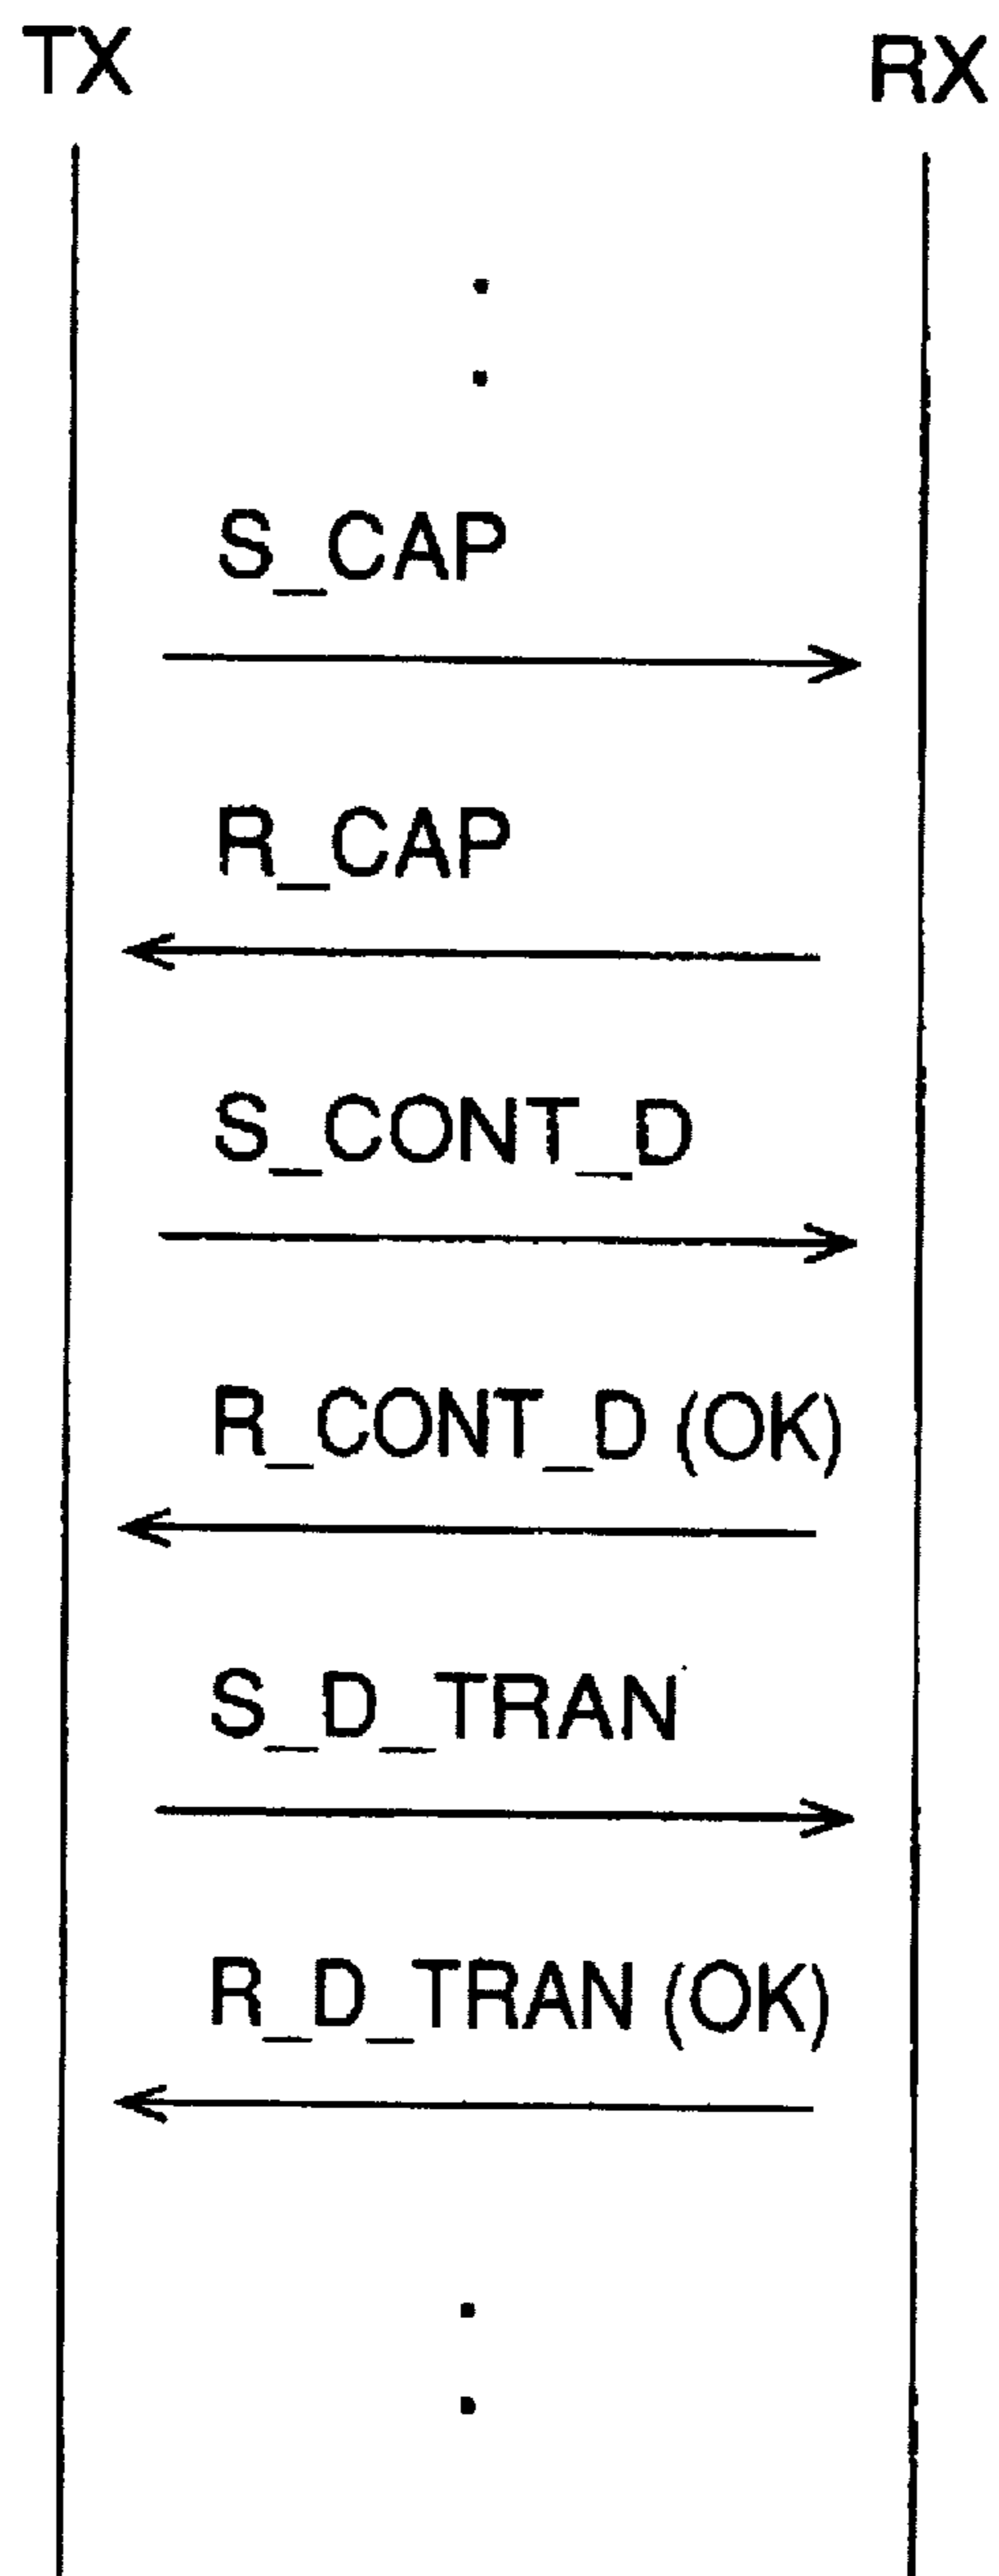 TX RX
S_CAP
R_CAP
S_CONT_D
R_CONT_D (OK)
S_D_TRAN
R_D_TRAN (OK)